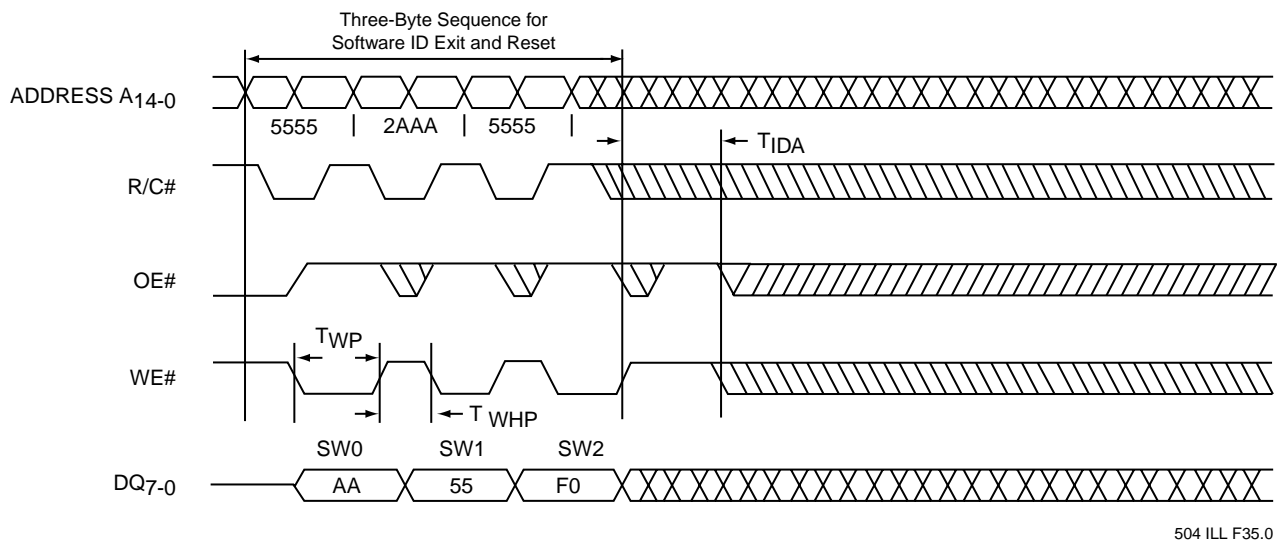 Three-Byte Sequence for
Software ID Exit and Reset
ADDRESS A14-0
5555 2AAA 5555
TIDA
R/C#
OE#
TWP
WE#
T WHP
SW0 SW1 SW2
DQ7-0 AA 55 F0
504 ILL F35.0